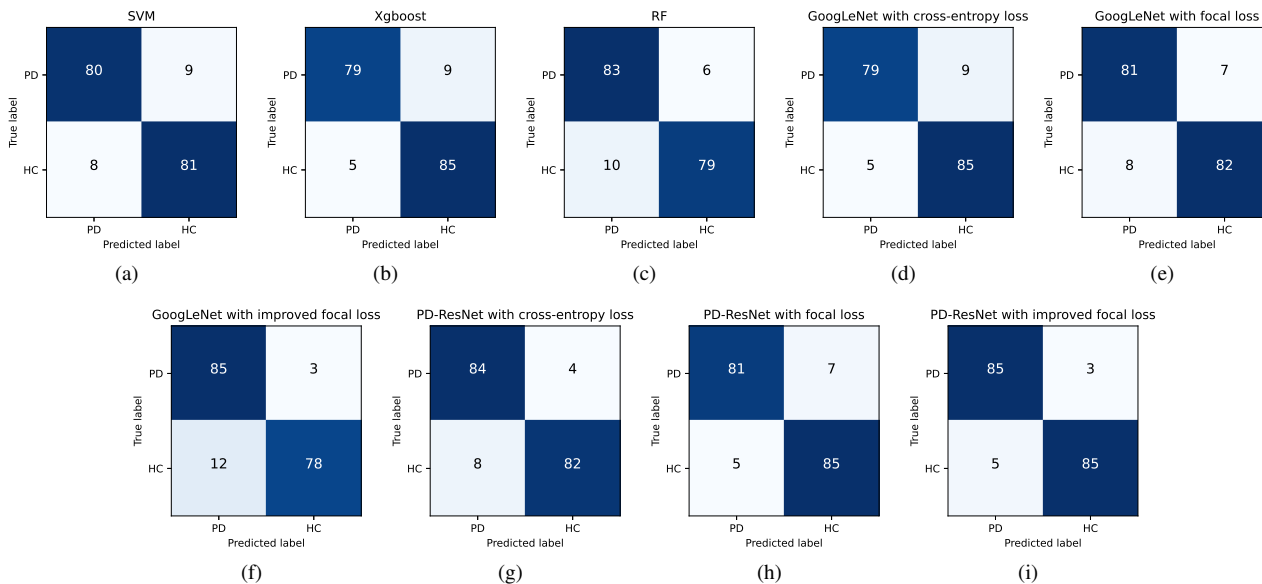 SVM
Xgboost
RF
GoogLeNet with cross-entropy loss
GoogLeNet with focal loss
True label
PD
80
9
HC
8
81
PD
HC
Predicted label
(a)
True label
PD
79
9
HC
5
85
PD
HC
Predicted label
(b)
True label
PD
83
6
HC
10
79
PD
HC
Predicted label
(c)
True label
PD
79
9
HC
5
85
PD
HC
Predicted label
(d)
True label
PD
81
7
HC
8
82
PD
HC
Predicted label
(e)
GoogLeNet with improved focal loss
PD-ResNet with cross-entropy loss
PD-ResNet with focal loss
PD-ResNet with improved focal loss
True label
PD
85
3
HC
12
78
PD
HC
Predicted label
(f)
True label
PD
84
4
HC
8
82
PD
HC
Predicted label
(g)
True label
PD
81
7
HC
5
85
PD
HC
Predicted label
(h)
True label
PD
85
3
HC
5
85
PD
HC
Predicted label
(i)